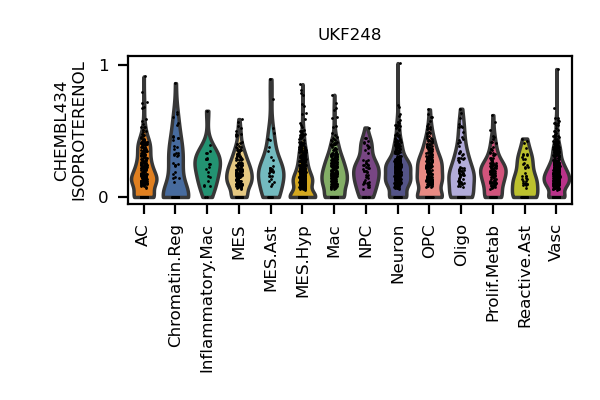 UKF248
CHEMBL434
ISOPROTERENOL
1
0
AC
Chromatin.Reg
Inflammatory.Mac
MES
MES.Ast
MES.Hyp
Mac
NPC
Neuron
OPC
Oligo
Prolif.Metab
Reactive.Ast
Vasc